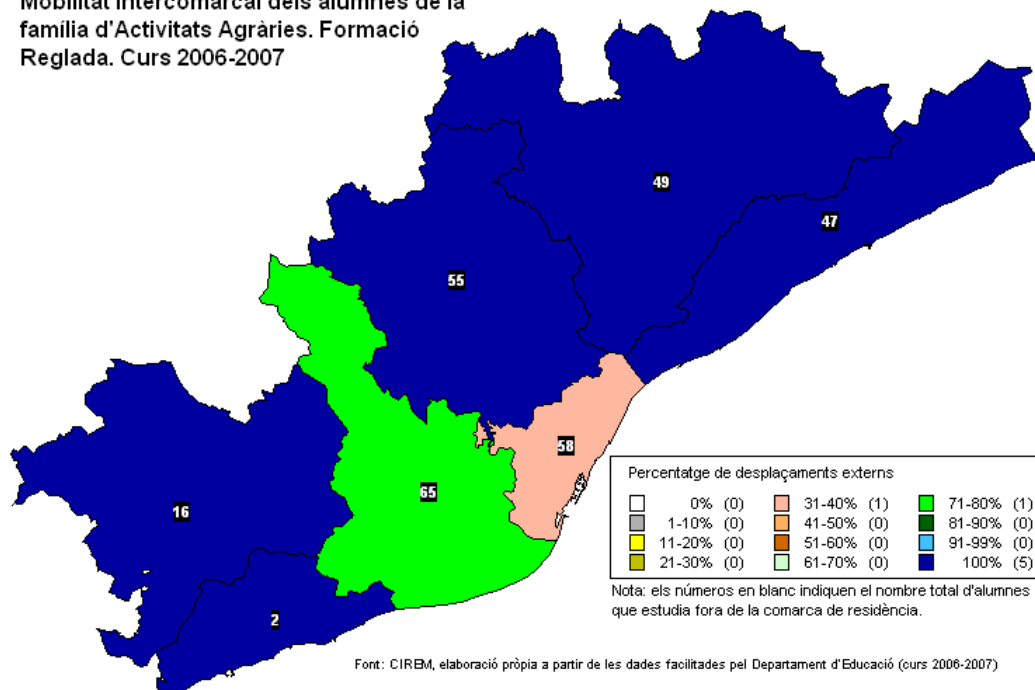 Mobilitat intercomarcal dels alumnes de la
família d'Activitats Agràries. Formació
Reglada. Curs 2006-2007
49
47
55
58
65
16
2
Percentatge de desplaçaments externs
0% (0) 31-40% (1) 71-80% (1)
1-10% (0) 41-50% (0) 81-90% (0)
11-20% (0) 51-60% (0) 91-99% (0)
21-30% (0) 61-70% (0) 100% (5)
Nota: els números en blanc indiquen el nombre total d'alumnes
que estudia fora de la comarca de residència.
Font: CIREM, elaboració pròpia a partir de les dades facilitades pel Departament d'Educació (curs 2006-2007)